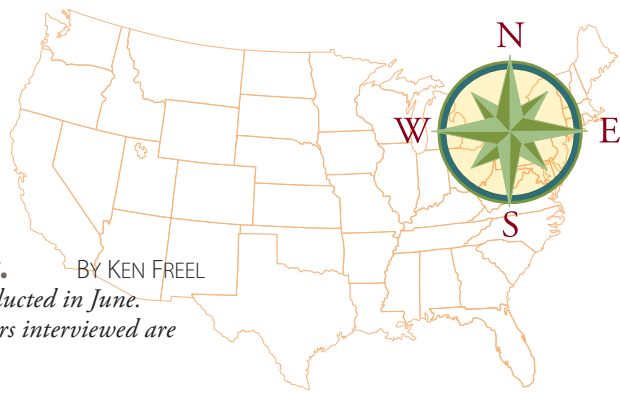 N
W E
S
. BY KEN FREEL
ducted in June.
rs interviewed are